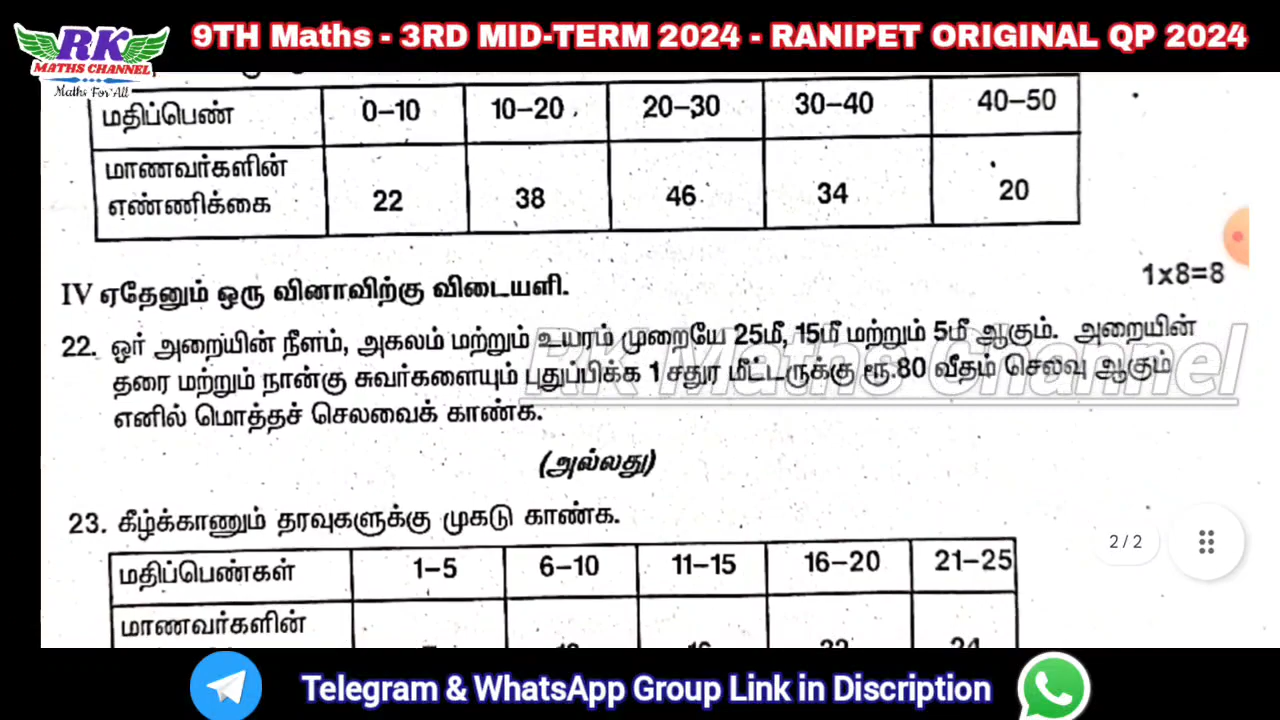 RK
MATHS CHANNEL
Maths For All
9TH Maths - 3RD MID-TERM 2024 - RANIPET ORIGINAL QP 2024
மதிப்பெண் 0–10 10–20 20–30 30–40 40–50
மாணவர்களின்
எண்ணிக்கை 22 38 46 34 20
IV ஏதேனும் ஒரு வினாவிற்கு விடையளி. 1x8=8
22. ஓர் அறையின் நீளம், அகலம் மற்றும் உயரம் முறையே 25மீ, 15மீ மற்றும் 5மீ ஆகும். அறையின்
தரை மற்றும் நான்கு சுவர்களையும் புதுப்பிக்க 1 சதுர மீட்டருக்கு ரூ.80 வீதம் செலவு ஆகும்
எனில் மொத்தச் செலவைக் காண்க.
RK Maths Channel
(அல்லது)
23. கீழ்க்காணும் தரவுகளுக்கு முகடு காண்க.
2 / 2
மதிப்பெண்கள் 1–5 6–10 11–15 16–20 21–25
மாணவர்களின்
Telegram & WhatsApp Group Link in Discription